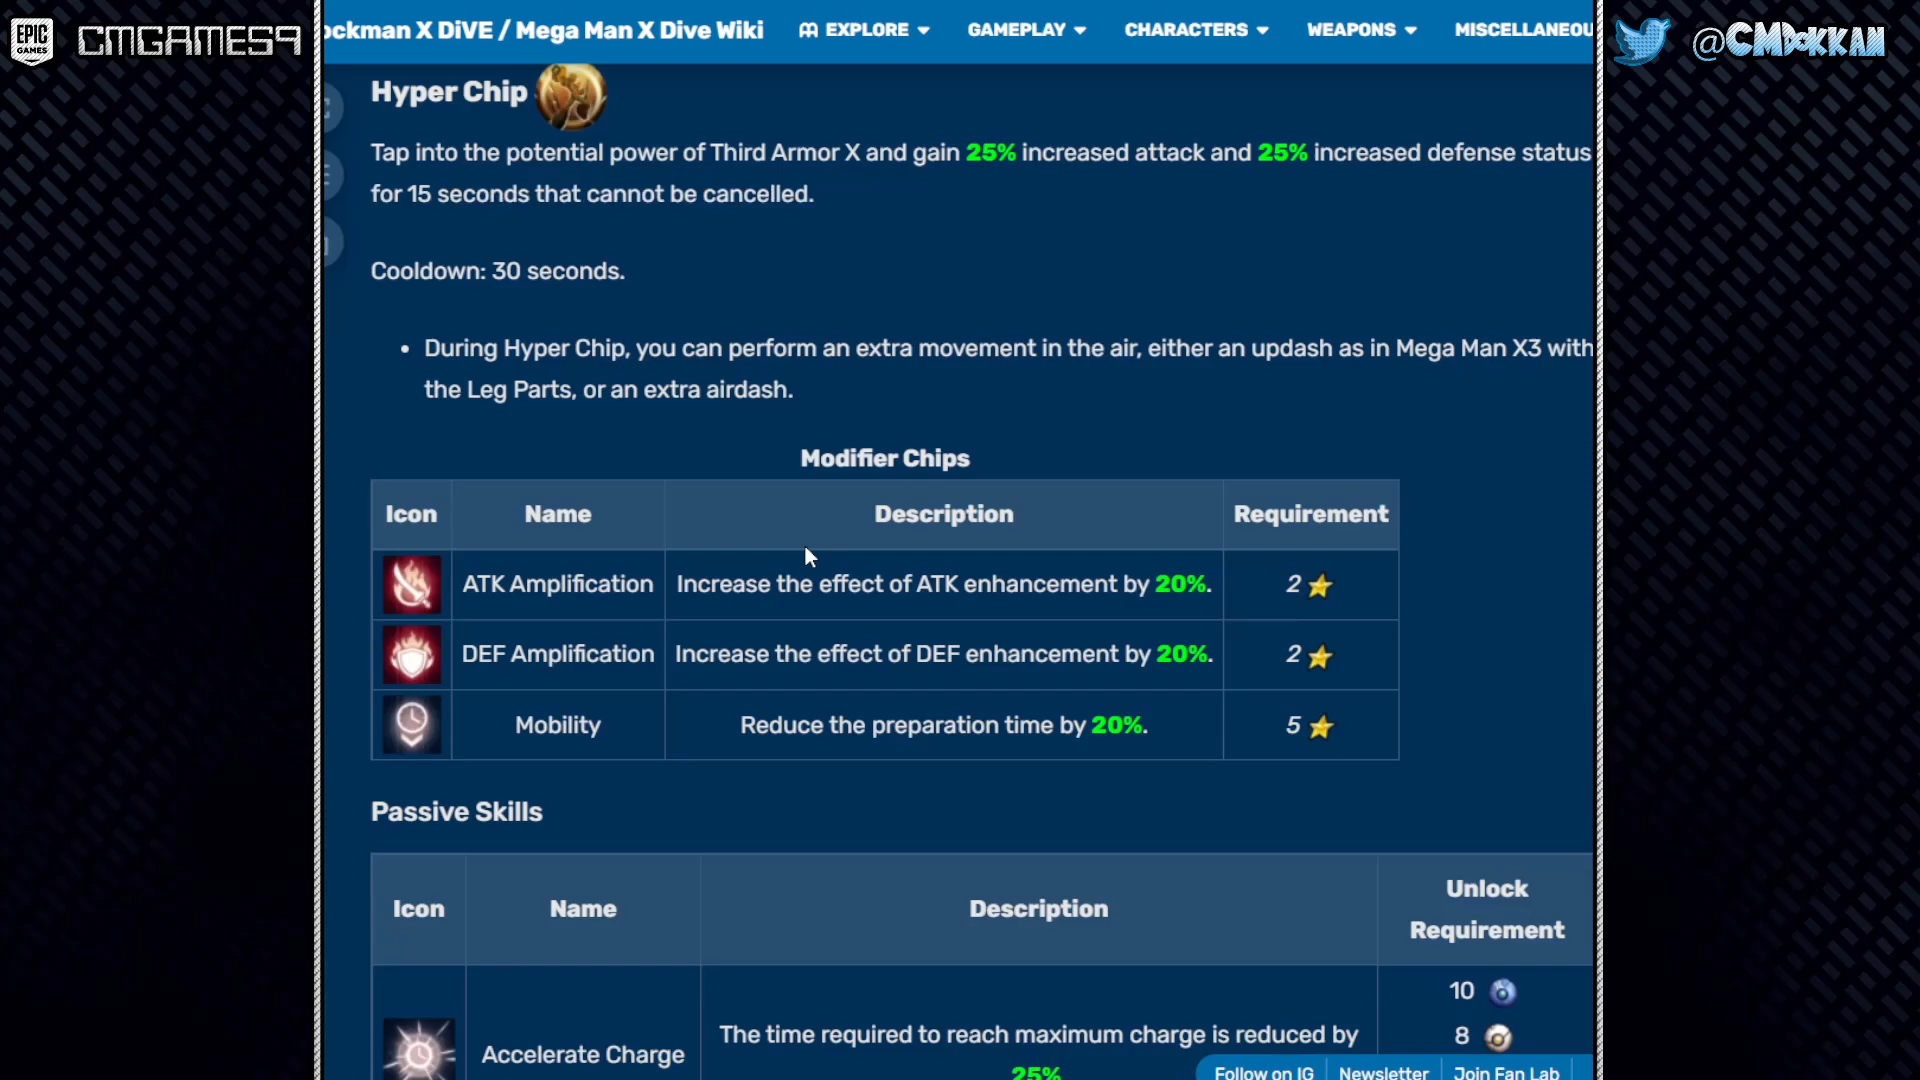 EPIC GAMES
CMGAMES9
ockman X DiVE / Mega Man X Dive Wiki
EXPLORE
GAMEPLAY
CHARACTERS
WEAPONS
MISCELLANEOU
@CMDOKKAN
Hyper Chip
Tap into the potential power of Third Armor X and gain 25% increased attack and 25% increased defense status
for 15 seconds that cannot be cancelled.
Cooldown: 30 seconds.
• During Hyper Chip, you can perform an extra movement in the air, either an updash as in Mega Man X3 with
the Leg Parts, or an extra airdash.
Modifier Chips
Icon Name Description Requirement
ATK Amplification Increase the effect of ATK enhancement by 20%. 2
DEF Amplification Increase the effect of DEF enhancement by 20%. 2
Mobility Reduce the preparation time by 20%. 5
Passive Skills
Icon Name Description Unlock
Requirement
10
8
Accelerate Charge The time required to reach maximum charge is reduced by
25%
Follow on IG
Newsletter
Join Fan Lab